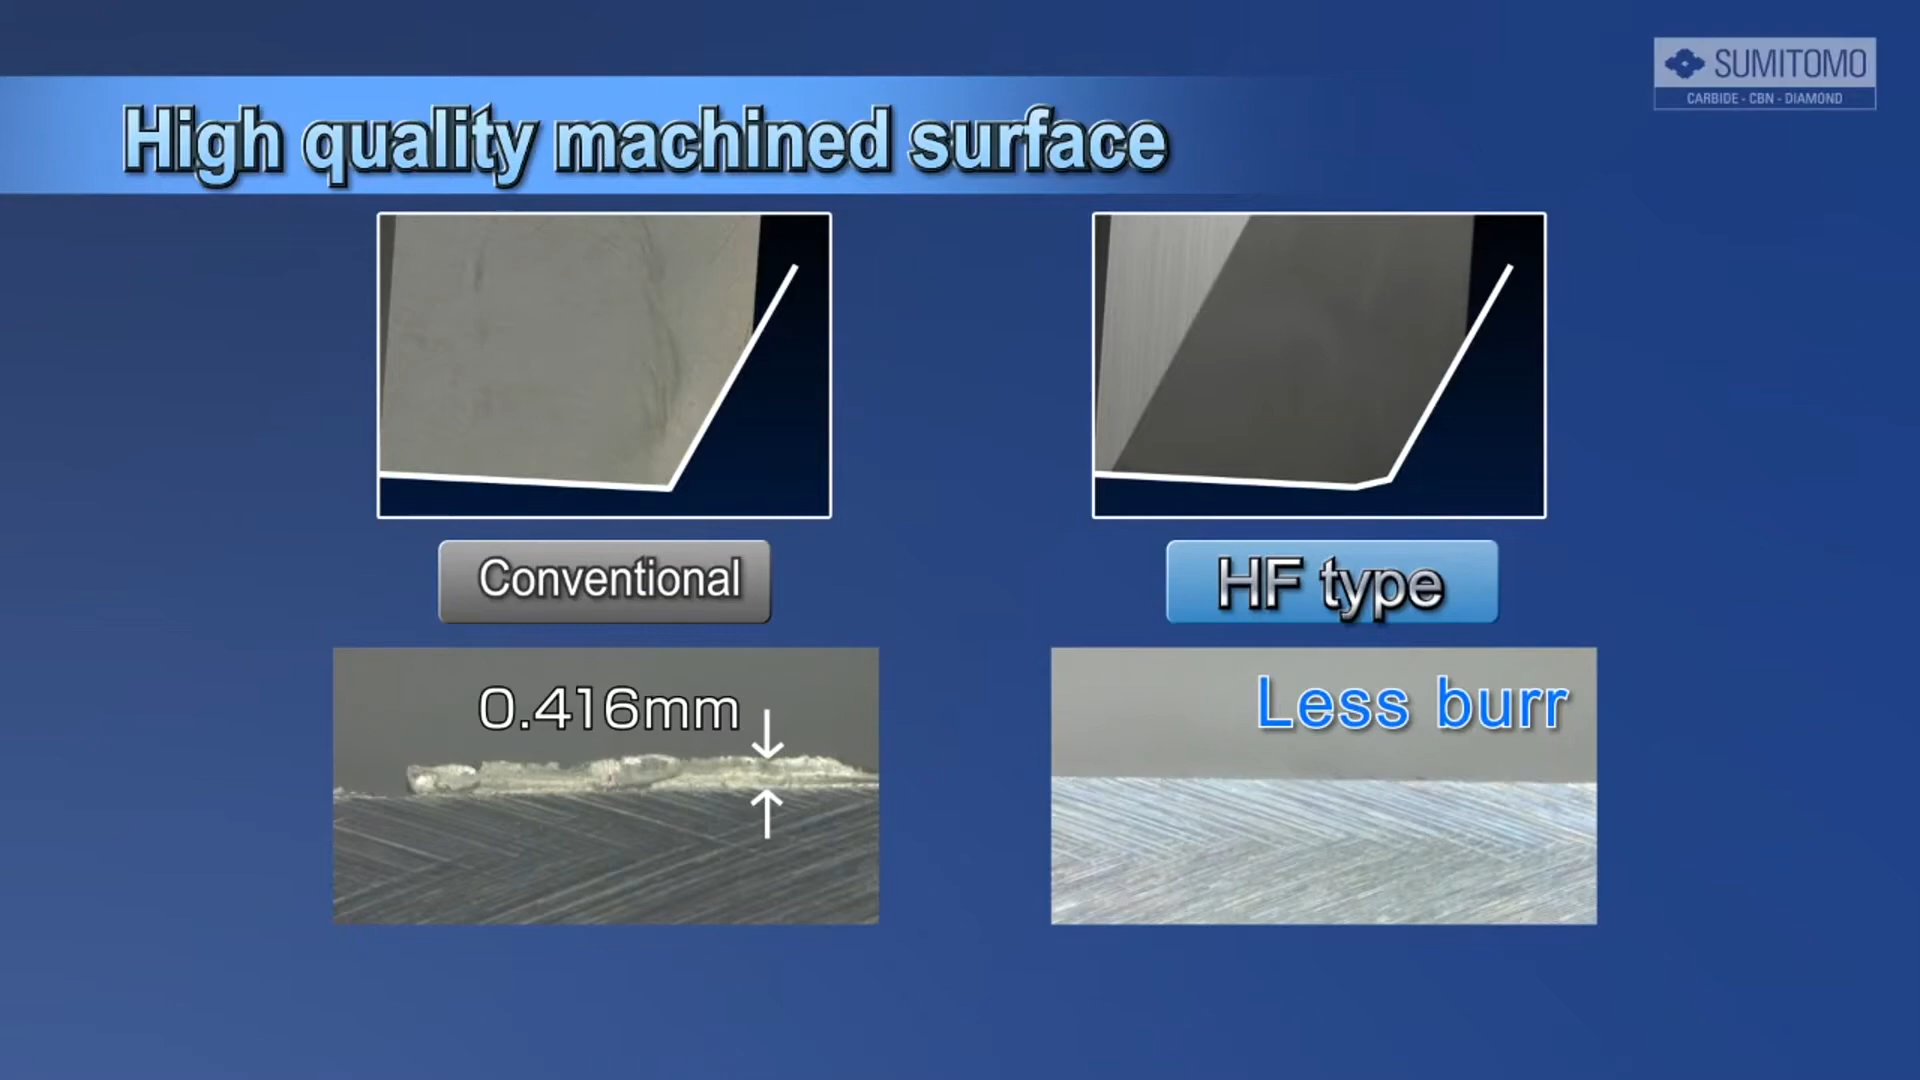 SUMITOMO
CARBIDE - CBN - DIAMOND
High quality machined surface
Conventional
HF type
0.416mm
Less burr